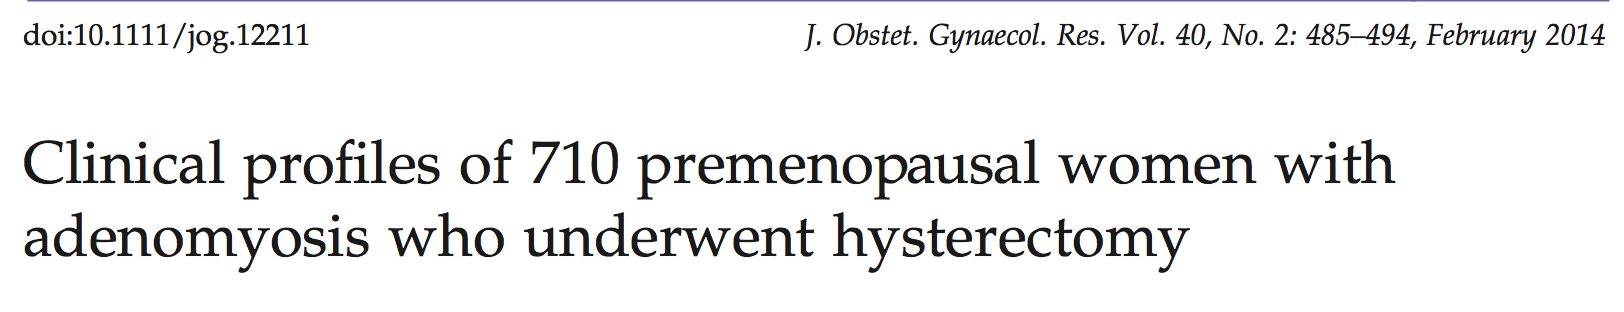 doi:10.1111/jog.12211
J. Obstet. Gynaecol. Res. Vol. 40, No. 2: 485–494, February 2014
Clinical profiles of 710 premenopausal women with
adenomyosis who underwent hysterectomy